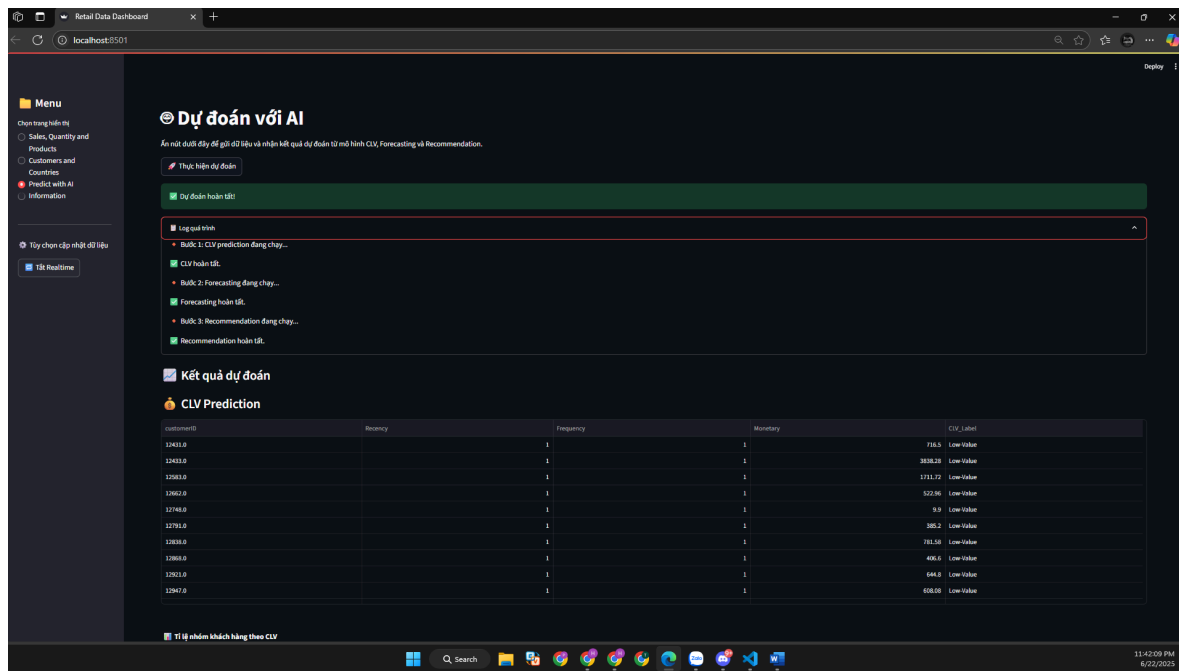 Retail Data Dashboard
localhost:8501
Deploy
Menu
Chọn trang hiển thị
Sales, Quantity and
Products
Customers and
Countries
Predict with AI
Information
Tùy chọn cập nhật dữ liệu
Tắt Realtime
Dự đoán với AI
Ấn nút dưới đây để gửi dữ liệu và nhận kết quả dự đoán từ mô hình CLV, Forecasting và Recommendation.
Thực hiện dự đoán
Dự đoán hoàn tất!
Log quá trình
Bước 1: CLV prediction đang chạy...
CLV hoàn tất.
Bước 2: Forecasting đang chạy...
Forecasting hoàn tất.
Bước 3: Recommendation đang chạy...
Recommendation hoàn tất.
Kết quả dự đoán
CLV Prediction
customerID Recency Frequency Monetary CLV_Label
12431.0 1 1 716.5 Low-Value
12433.0 1 1 3838.28 Low-Value
12583.0 1 1 1711.72 Low-Value
12662.0 1 1 522.96 Low-Value
12748.0 1 1 9.9 Low-Value
12791.0 1 1 385.2 Low-Value
12838.0 1 1 781.58 Low-Value
12868.0 1 1 406.6 Low-Value
12921.0 1 1 644.8 Low-Value
12947.0 1 1 608.08 Low-Value
Tỉ lệ nhóm khách hàng theo CLV
Search
Zalo
11:42:09 PM
6/22/2025